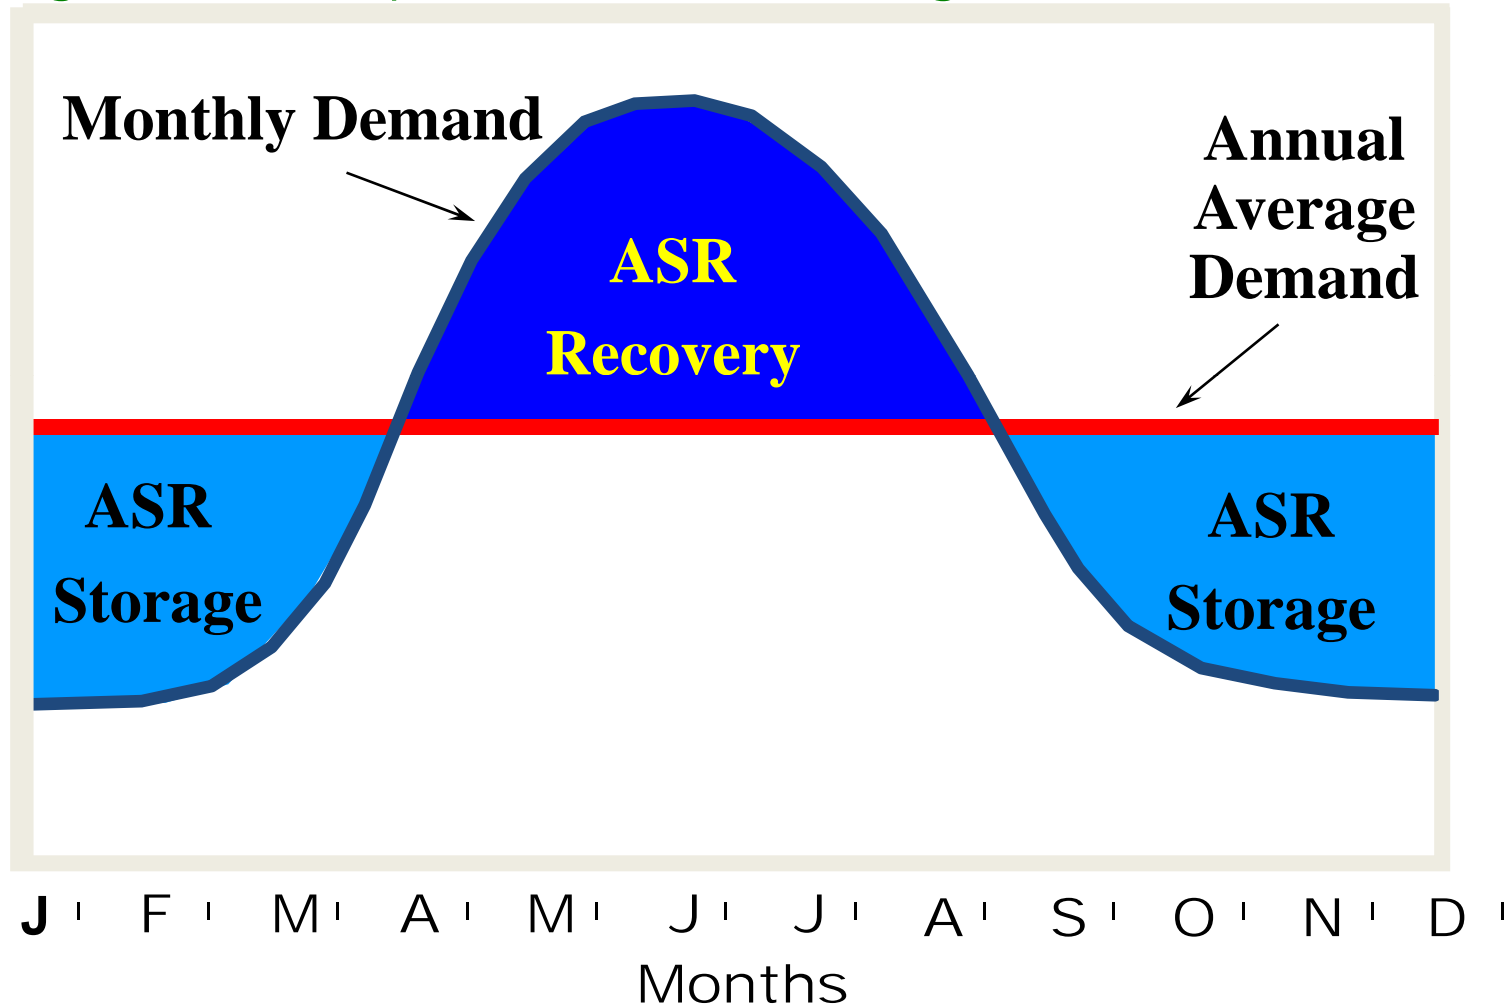 Monthly Demand
Annual
Average
Demand
ASR
Recovery
ASR
Storage
ASR
Storage
J F M A M J J A S O N D
Months